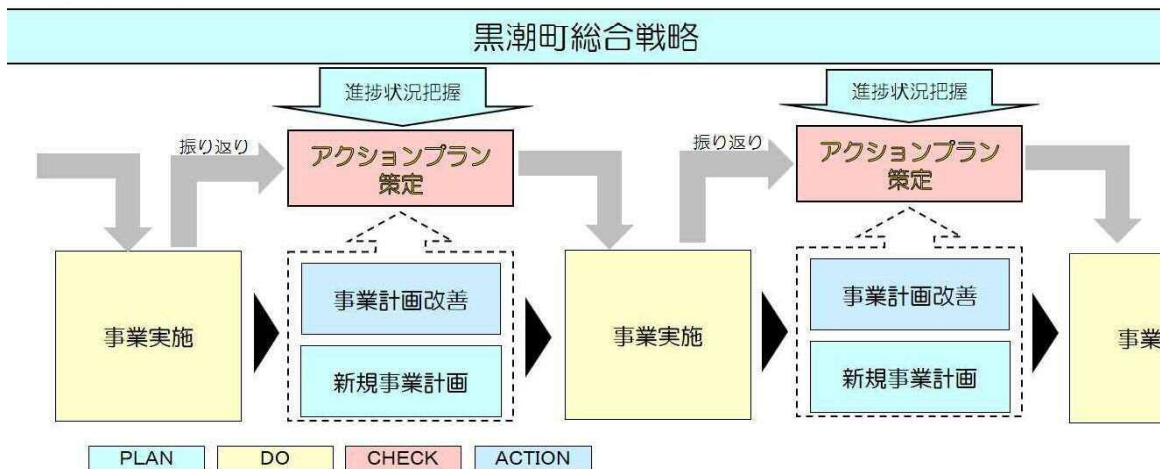 黒潮町総合戦略
進捗状況把握
進捗状況把握
振り返り
アクションプラン
策定
振り返り
アクションプラン
策定
事業実施
事業計画改善
新規事業計画
事業実施
事業計画改善
新規事業計画
事業
PLAN
DO
CHECK
ACTION